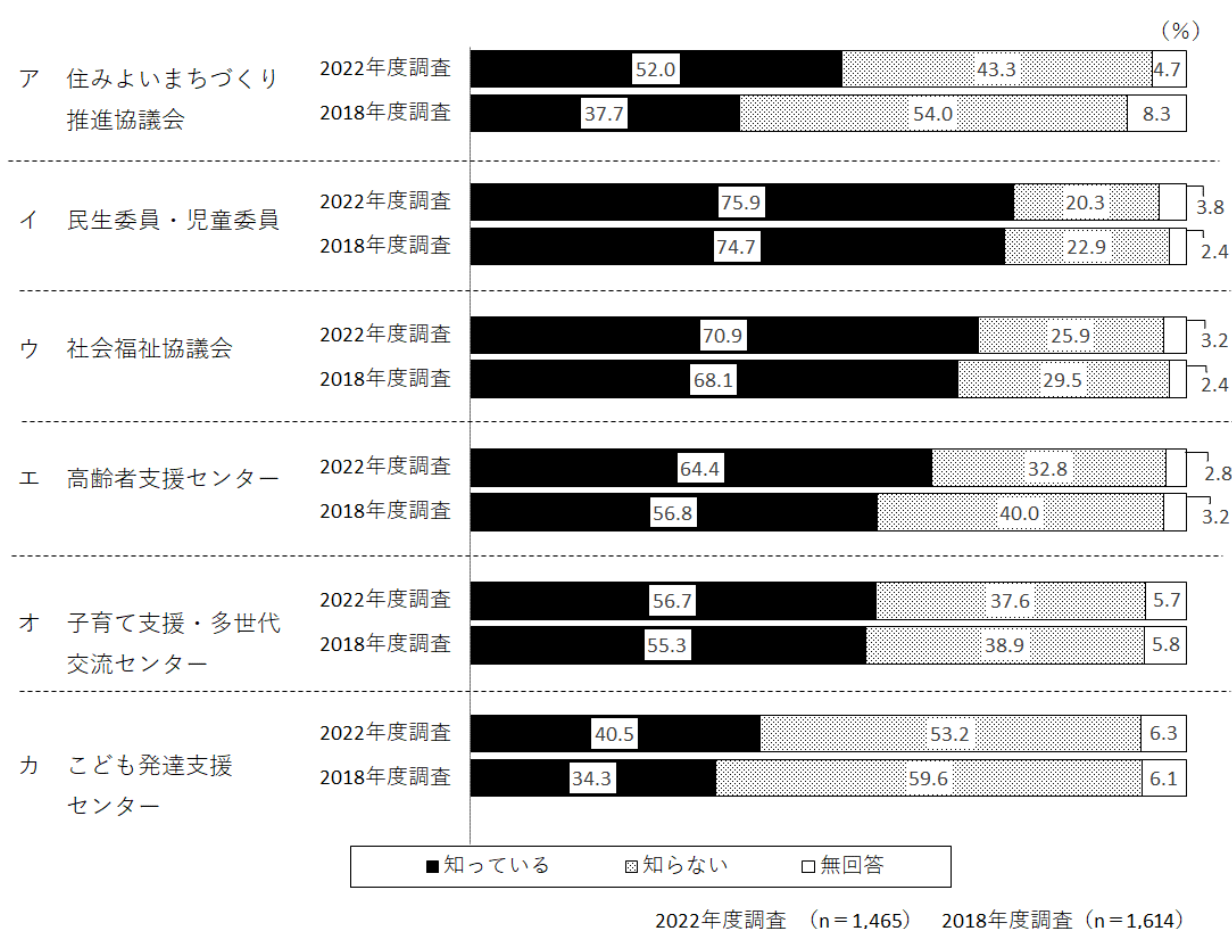 （%）
ア 住みよいまちづくり
推進協議会
2022年度調査 52.0 43.3 4.7
2018年度調査 37.7 54.0 8.3
イ 民生委員・児童委員
2022年度調査 75.9 20.3 3.8
2018年度調査 74.7 22.9 2.4
ウ 社会福祉協議会
2022年度調査 70.9 25.9 3.2
2018年度調査 68.1 29.5 2.4
エ 高齢者支援センター
2022年度調査 64.4 32.8 2.8
2018年度調査 56.8 40.0 3.2
オ 子育て支援・多世代
交流センター
2022年度調査 56.7 37.6 5.7
2018年度調査 55.3 38.9 5.8
カ こども発達支援
センター
2022年度調査 40.5 53.2 6.3
2018年度調査 34.3 59.6 6.1
知っている 知らない 無回答
2022年度調査 （n＝1,465） 2018年度調査（n＝1,614）